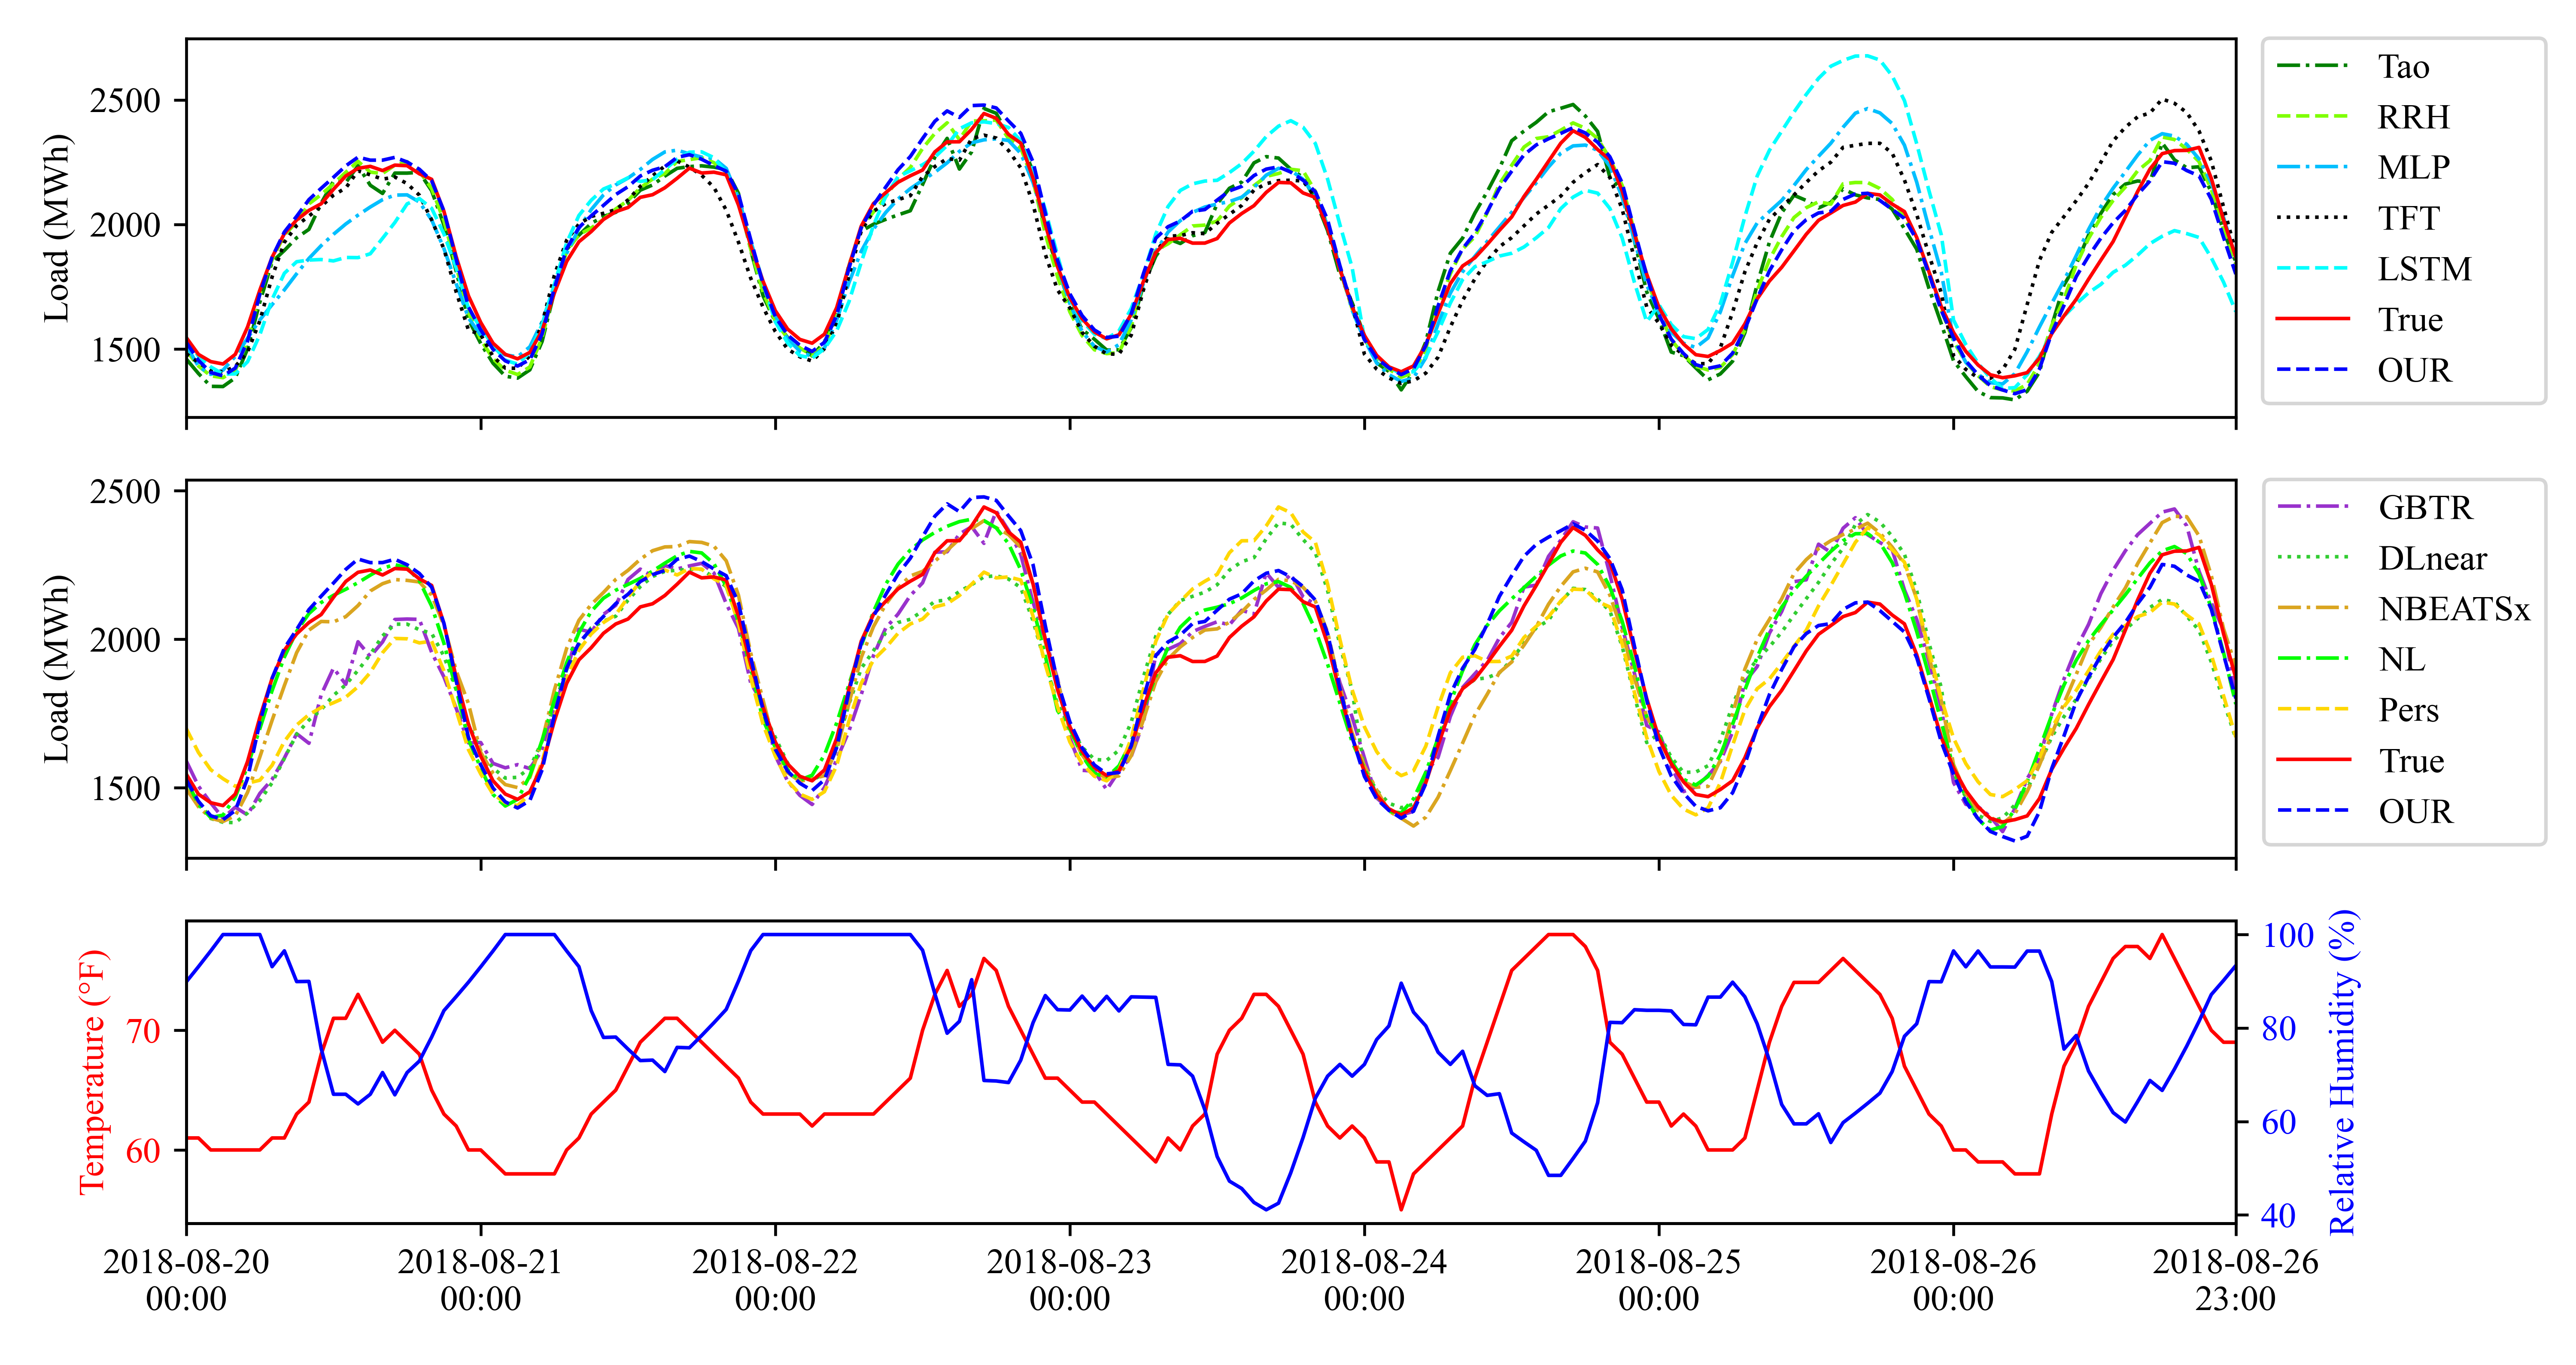 Load (MWh)
2500
2000
1500
Tao
RRH
MLP
TFT
LSTM
True
OUR
Load (MWh)
2500
2000
1500
GBTR
DLnear
NBEATSx
NL
Pers
True
OUR
Temperature (°F)
70
60
100
80
60
40
Relative Humidity (%)
2018-08-20 2018-08-21 2018-08-22 2018-08-23 2018-08-24 2018-08-25 2018-08-26 2018-08-26
00:00 00:00 00:00 00:00 00:00 00:00 00:00 23:00